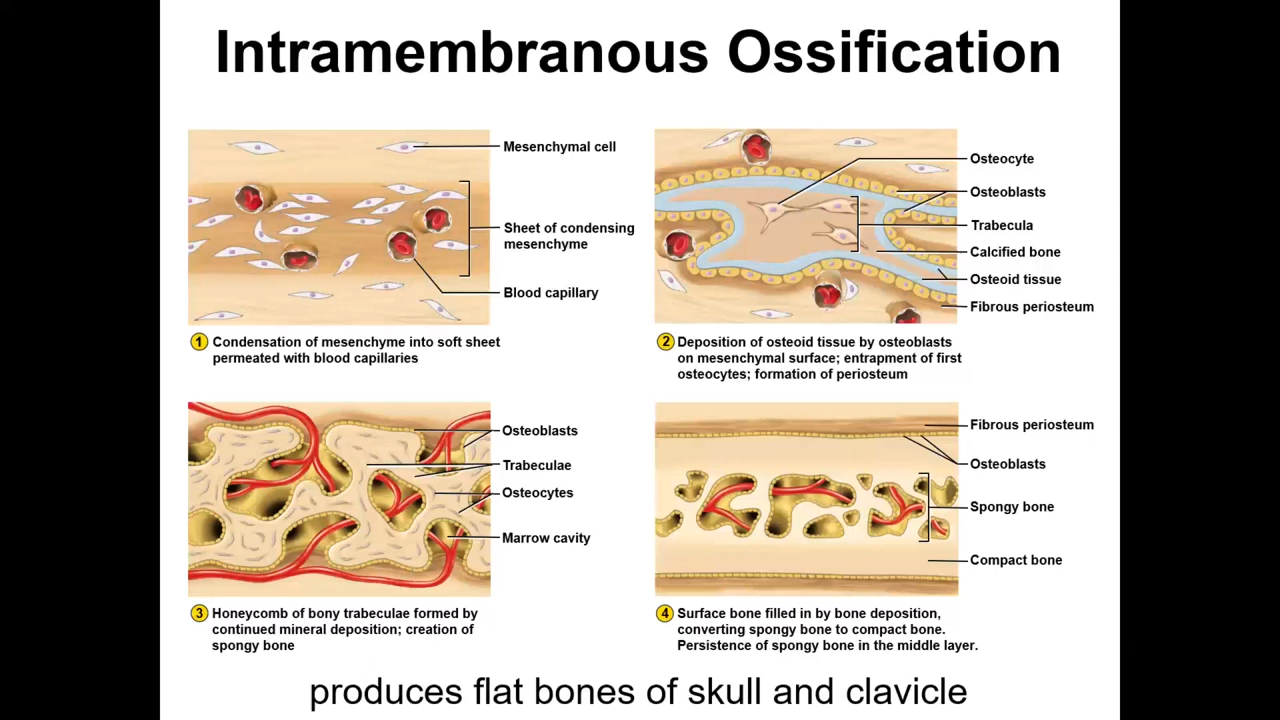 Intramembranous Ossification
Mesenchymal cell
Sheet of condensing
mesenchyme
Blood capillary
1 Condensation of mesenchyme into soft sheet
permeated with blood capillaries
Osteocyte
Osteoblasts
Trabecula
Calcified bone
Osteoid tissue
Fibrous periosteum
2 Deposition of osteoid tissue by osteoblasts
on mesenchymal surface; entrapment of first
osteocytes; formation of periosteum
Osteoblasts
Trabeculae
Osteocytes
Marrow cavity
3 Honeycomb of bony trabeculae formed by
continued mineral deposition; creation of
spongy bone
Fibrous periosteum
Osteoblasts
Spongy bone
Compact bone
4 Surface bone filled in by bone deposition,
converting spongy bone to compact bone.
Persistence of spongy bone in the middle layer.
produces flat bones of skull and clavicle